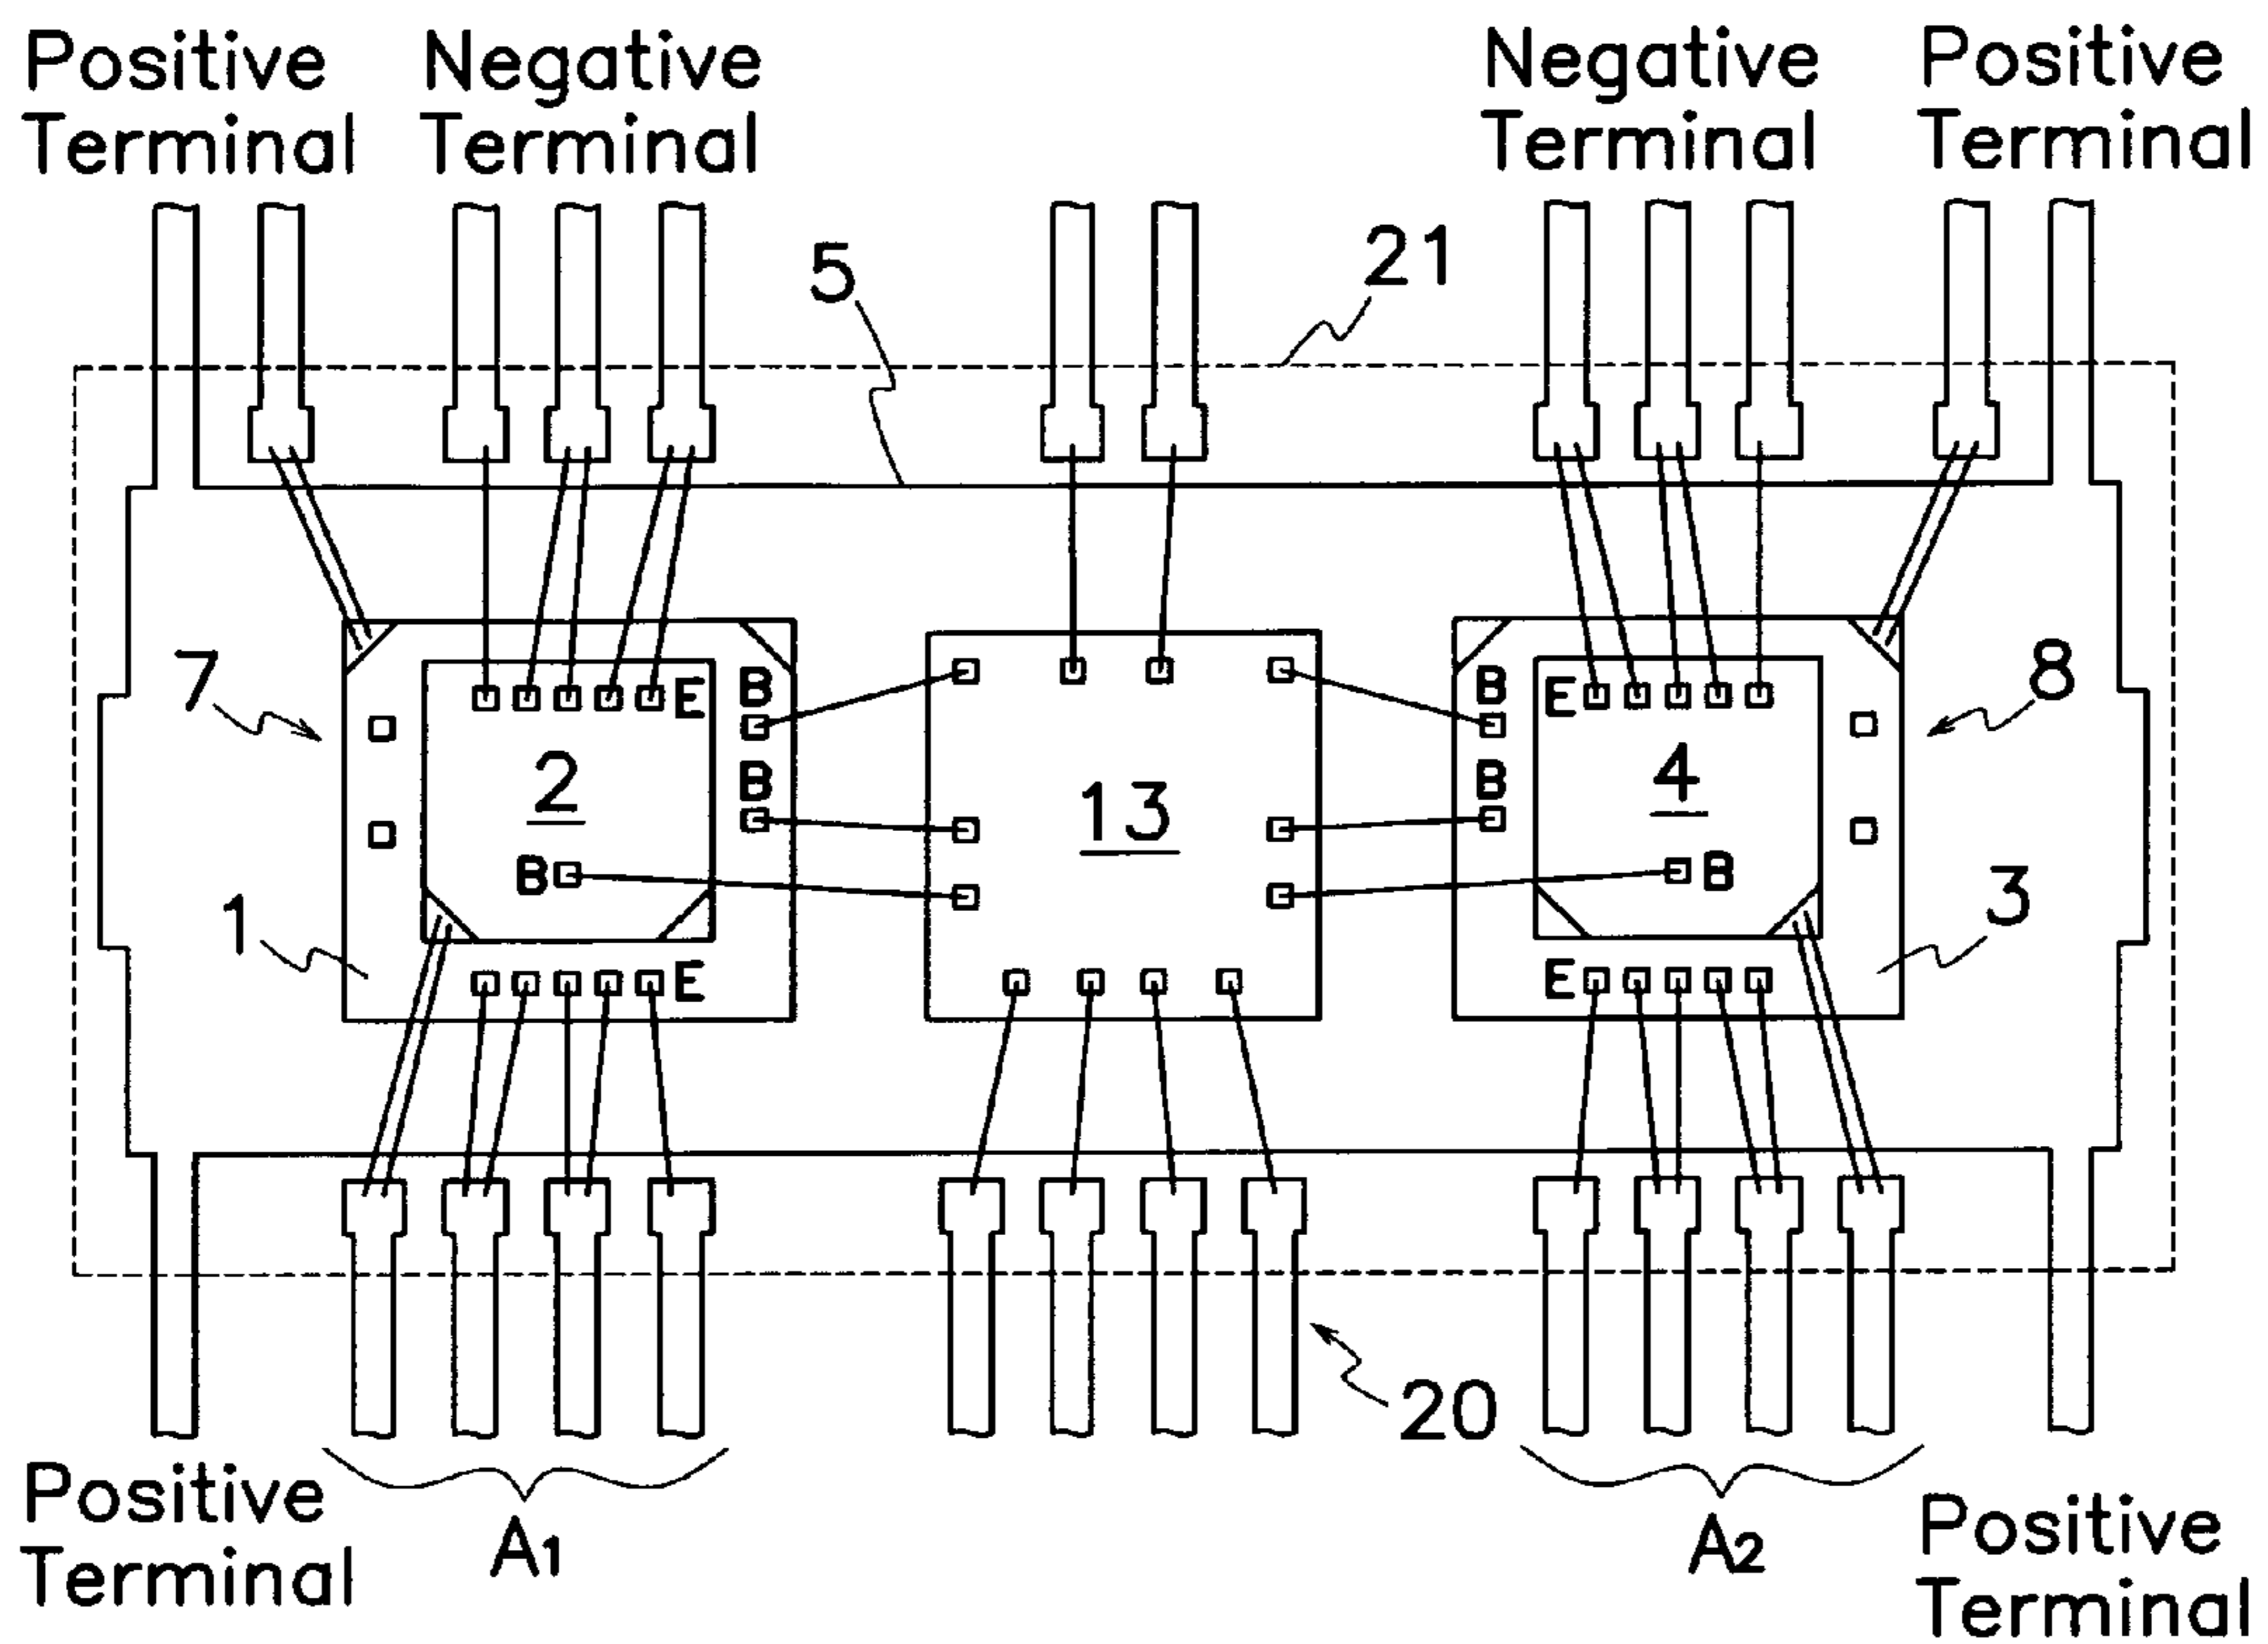 Positive Negative Negative Positive
Terminal Terminal Terminal Terminal
5 21
7 E B B E 8
2 B 13 B 4
1 B B 3
E E
20
Positive A1 A2 Positive
Terminal Terminal